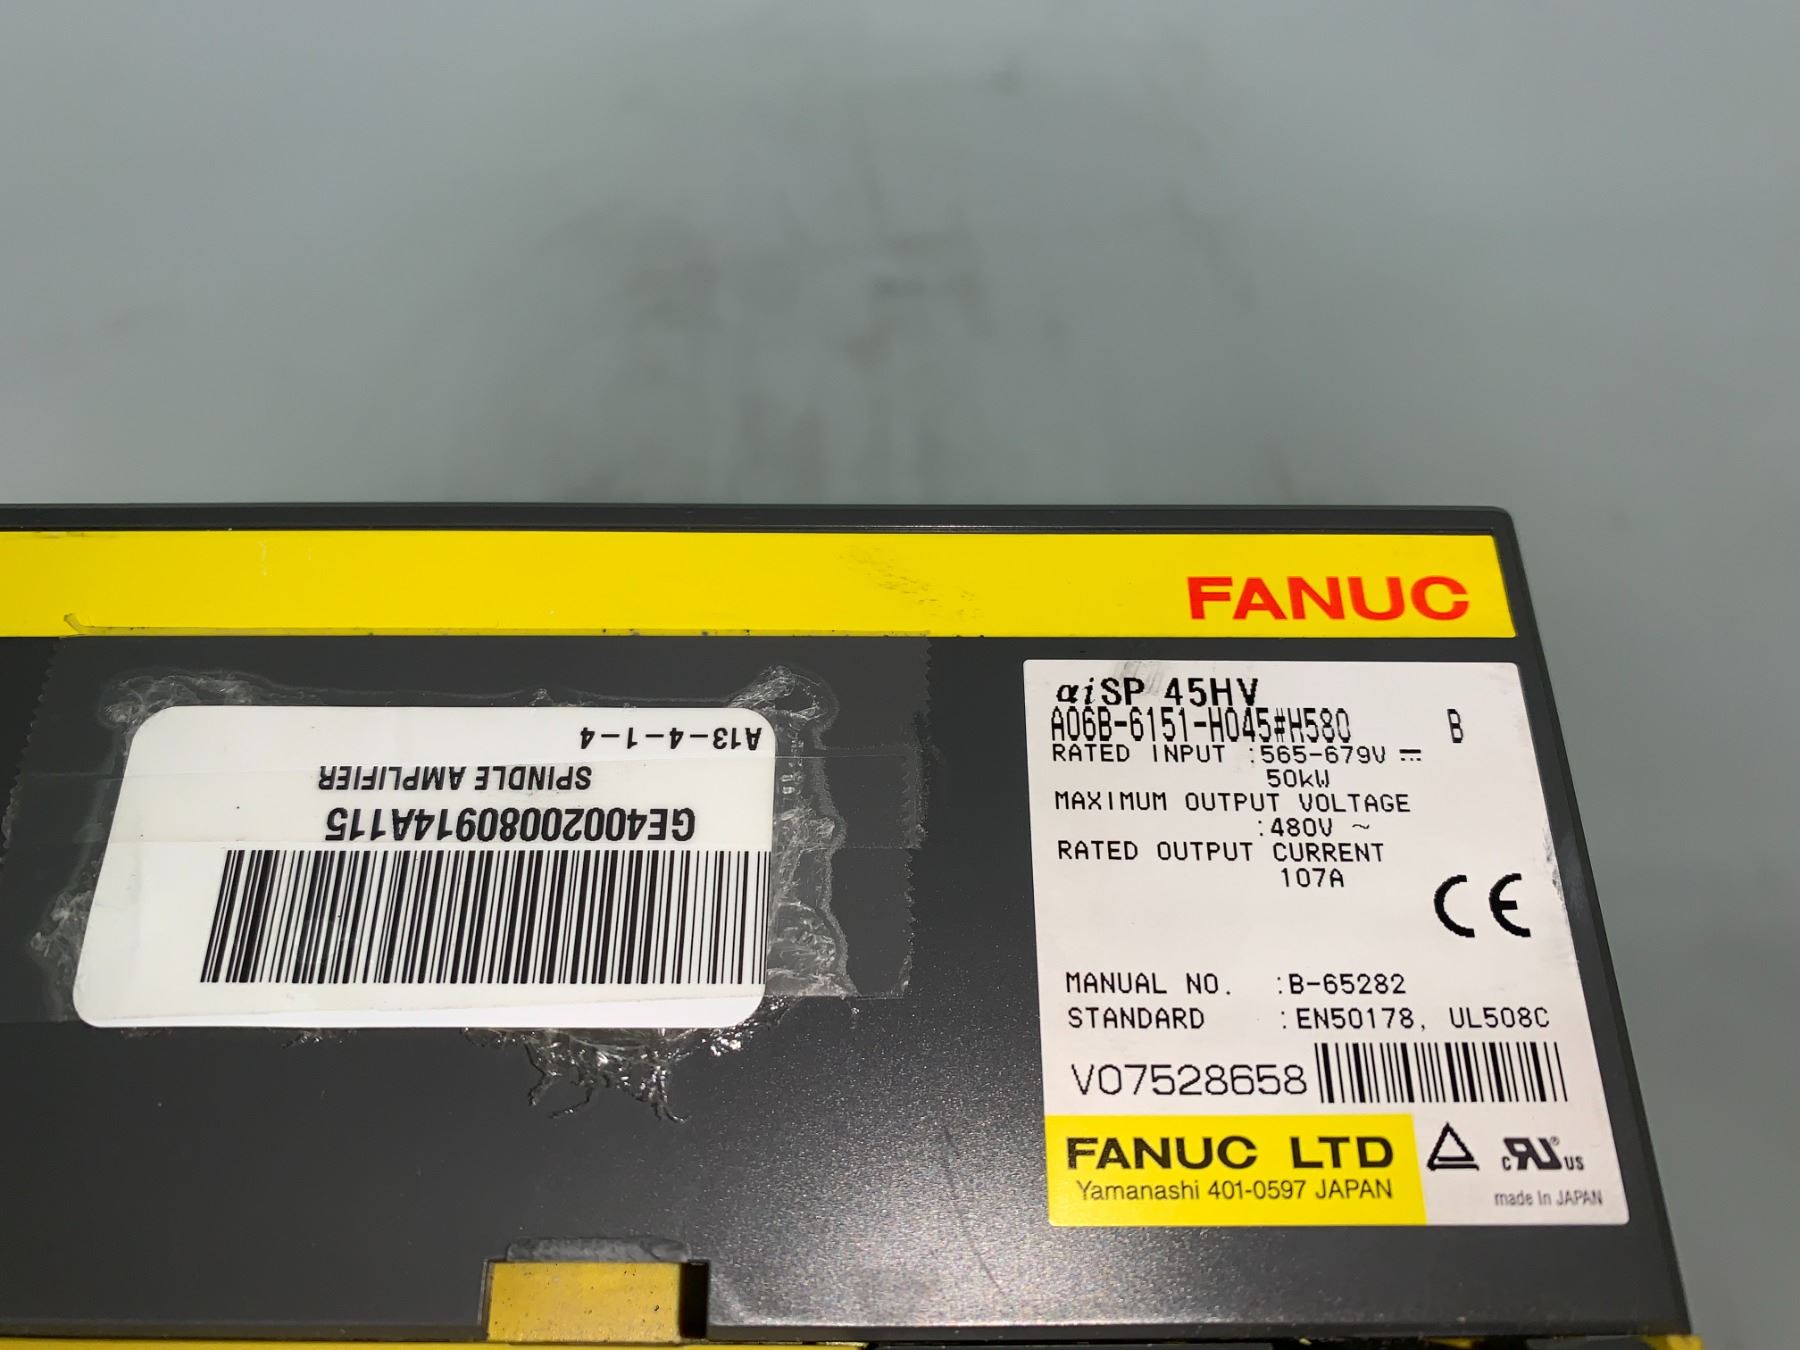 FANUC
αiSP 45HV
A06B-6151-H045#H580 B
RATED INPUT :565-679V ⎓
50kW
MAXIMUM OUTPUT VOLTAGE
:480V ~
RATED OUTPUT CURRENT
107A
CE
MANUAL NO. :B-65282
STANDARD :EN50178, UL508C
V07528658
FANUC LTD
Yamanashi 401-0597 JAPAN
c RU us
made In JAPAN
GE40020080914A115
SPINDLE AMPLIFIER
A13-4-1-4